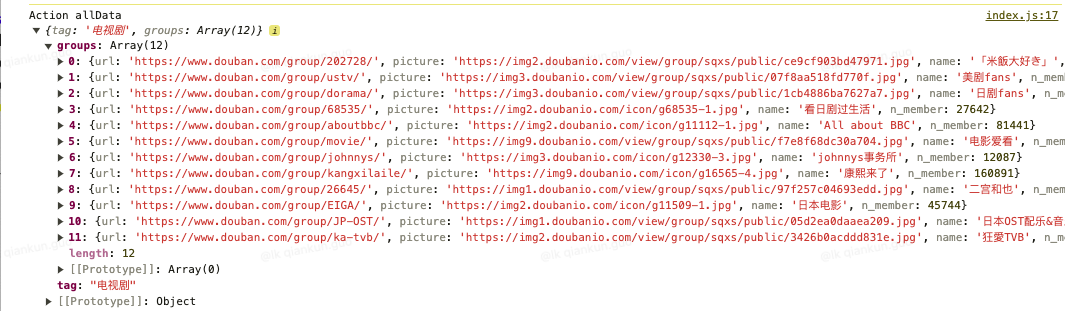 Action allData index.js:17
▼{tag: '电视剧', groups: Array(12)} i
▼groups: Array(12)
▶0: {url: 'https://www.douban.com/group/202728/', picture: 'https://img2.doubanio.com/view/group/sqxs/public/ce9cf903bd47971.jpg', name: '「米飯大好き」',
▶1: {url: 'https://www.douban.com/group/ustv/', picture: 'https://img3.doubanio.com/view/group/sqxs/public/07f8aa518fd770f.jpg', name: '美剧fans', n_mem
▶2: {url: 'https://www.douban.com/group/dorama/', picture: 'https://img3.doubanio.com/view/group/sqxs/public/1cb4886ba7627a7.jpg', name: '日剧fans', n_m
▶3: {url: 'https://www.douban.com/group/68535/', picture: 'https://img2.doubanio.com/icon/g68535-1.jpg', name: '看日剧过生活', n_member: 27642}
▶4: {url: 'https://www.douban.com/group/aboutbbc/', picture: 'https://img2.doubanio.com/icon/g11112-1.jpg', name: 'All about BBC', n_member: 81441}
▶5: {url: 'https://www.douban.com/group/movie/', picture: 'https://img9.doubanio.com/view/group/sqxs/public/f7e8f68dc30a704.jpg', name: '电影爱看', n_m
▶6: {url: 'https://www.douban.com/group/johnnys/', picture: 'https://img3.doubanio.com/icon/g12330-3.jpg', name: 'johnnys事务所', n_member: 12087}
▶7: {url: 'https://www.douban.com/group/kangxilaile/', picture: 'https://img9.doubanio.com/icon/g16565-4.jpg', name: '康熙来了', n_member: 160891}
▶8: {url: 'https://www.douban.com/group/26645/', picture: 'https://img1.doubanio.com/view/group/sqxs/public/97f257c04693edd.jpg', name: '二宫和也', n_me
▶9: {url: 'https://www.douban.com/group/EIGA/', picture: 'https://img2.doubanio.com/icon/g11509-1.jpg', name: '日本电影', n_member: 45744}
▶10: {url: 'https://www.douban.com/group/JP-OST/', picture: 'https://img1.doubanio.com/view/group/sqxs/public/05d2ea0daaea209.jpg', name: '日本OST配乐&音
▶11: {url: 'https://www.douban.com/group/ka-tvb/', picture: 'https://img2.doubanio.com/view/group/sqxs/public/3426b0acddd831e.jpg', name: '狂愛TVB', n_m
length: 12
▶[[Prototype]]: Array(0)
tag: "电视剧"
▶[[Prototype]]: Object